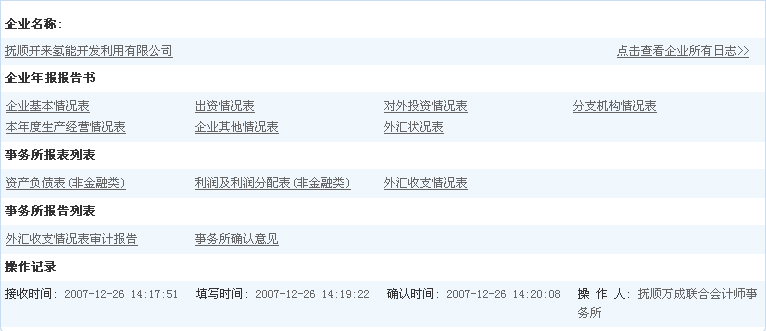 企业名称:
抚顺开来氢能开发利用有限公司 点击查看企业所有日志>>
企业年报报告书
企业基本情况表 出资情况表 对外投资情况表 分支机构情况表
本年度生产经营情况表 企业其他情况表 外汇状况表
事务所报表列表
资产负债表(非金融类) 利润及利润分配表(非金融类) 外汇收支情况表
事务所报告列表
外汇收支情况表审计报告 事务所确认意见
操作记录
接收时间: 2007-12-26 14:17:51 填写时间: 2007-12-26 14:19:22 确认时间: 2007-12-26 14:20:08 操 作 人: 抚顺万成联合会计师事
务所